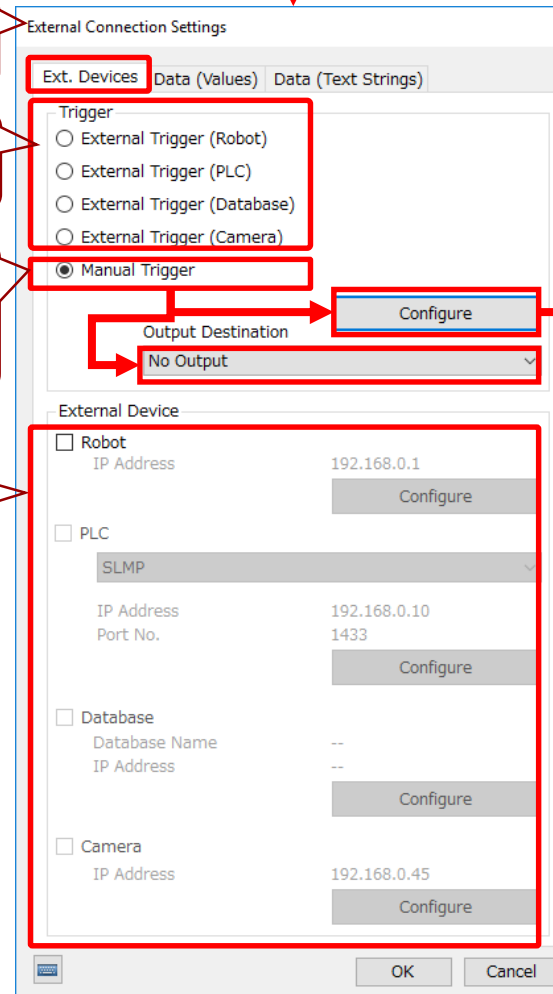 External Connection Settings
Ext. Devices Data (Values) Data (Text Strings)
Trigger
External Trigger (Robot)
External Trigger (PLC)
External Trigger (Database)
External Trigger (Camera)
Manual Trigger
Configure
Output Destination
No Output
External Device
Robot
IP Address 192.168.0.1
Configure
PLC
SLMP
IP Address 192.168.0.10
Port No. 1433
Configure
Database
Database Name --
IP Address --
Configure
Camera
IP Address 192.168.0.45
Configure
OK Cancel